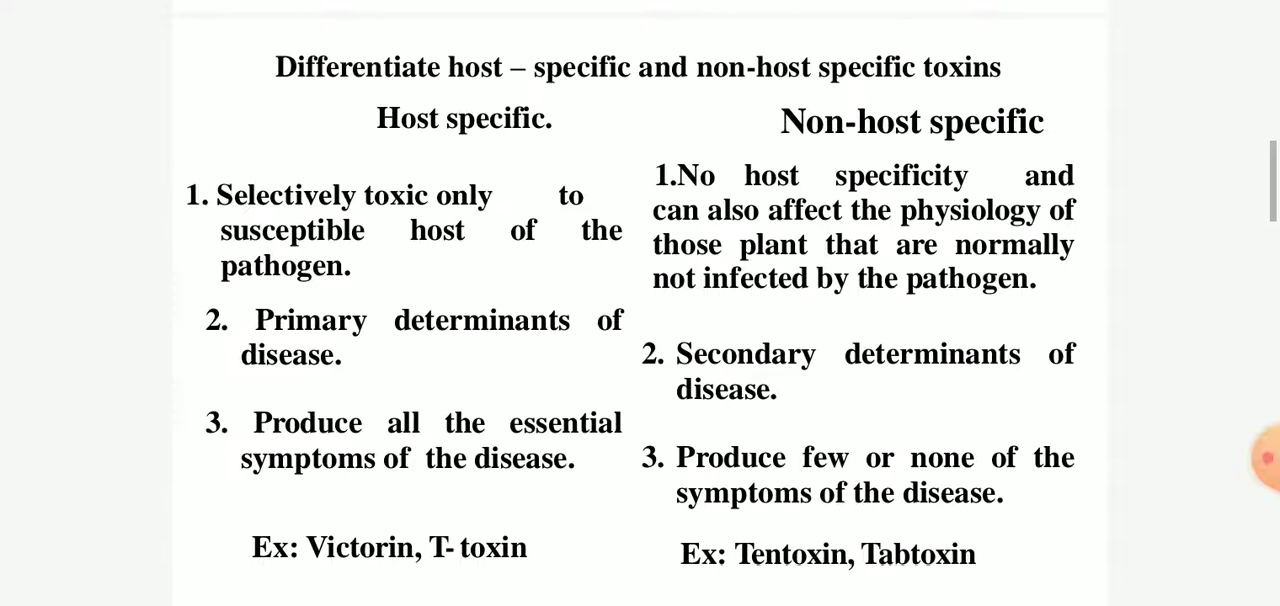 Differentiate host – specific and non-host specific toxins
Host specific.
1. Selectively toxic only to
susceptible host of the
pathogen.
2. Primary determinants of
disease.
3. Produce all the essential
symptoms of the disease.
Ex: Victorin, T- toxin
Non-host specific
1.No host specificity and
can also affect the physiology of
those plant that are normally
not infected by the pathogen.
2. Secondary determinants of
disease.
3. Produce few or none of the
symptoms of the disease.
Ex: Tentoxin, Tabtoxin